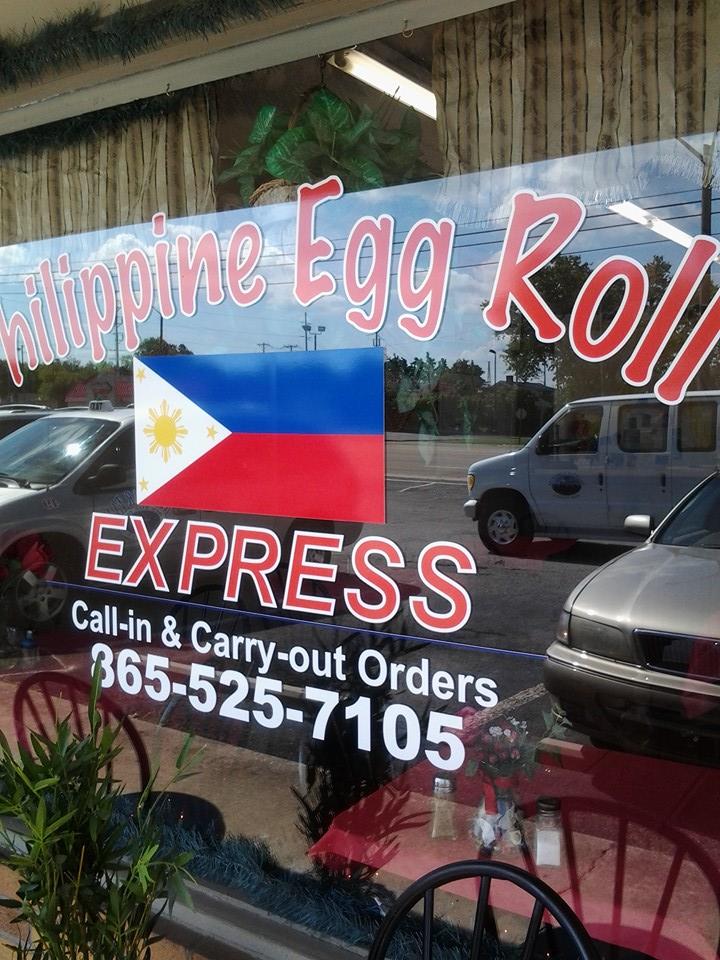 hilippine Egg Roll
EXPRESS
Call-in & Carry-out Orders
865-525-7105